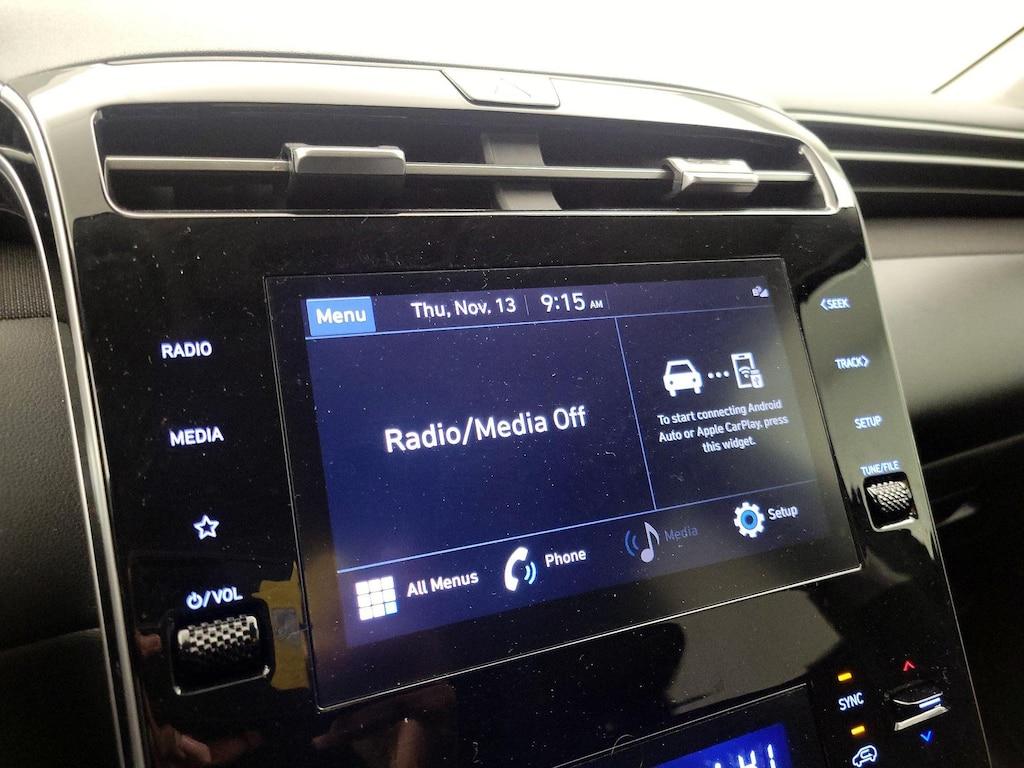 Menu
Thu, Nov. 13
9:15 AM
RADIO
MEDIA
/VOL
Radio/Media Off
To start connecting Android
Auto or Apple CarPlay, press
this widget.
All Menus
Phone
Media
Setup
<SEEK
TRACK>
SETUP
TUNE/FILE
SYNC